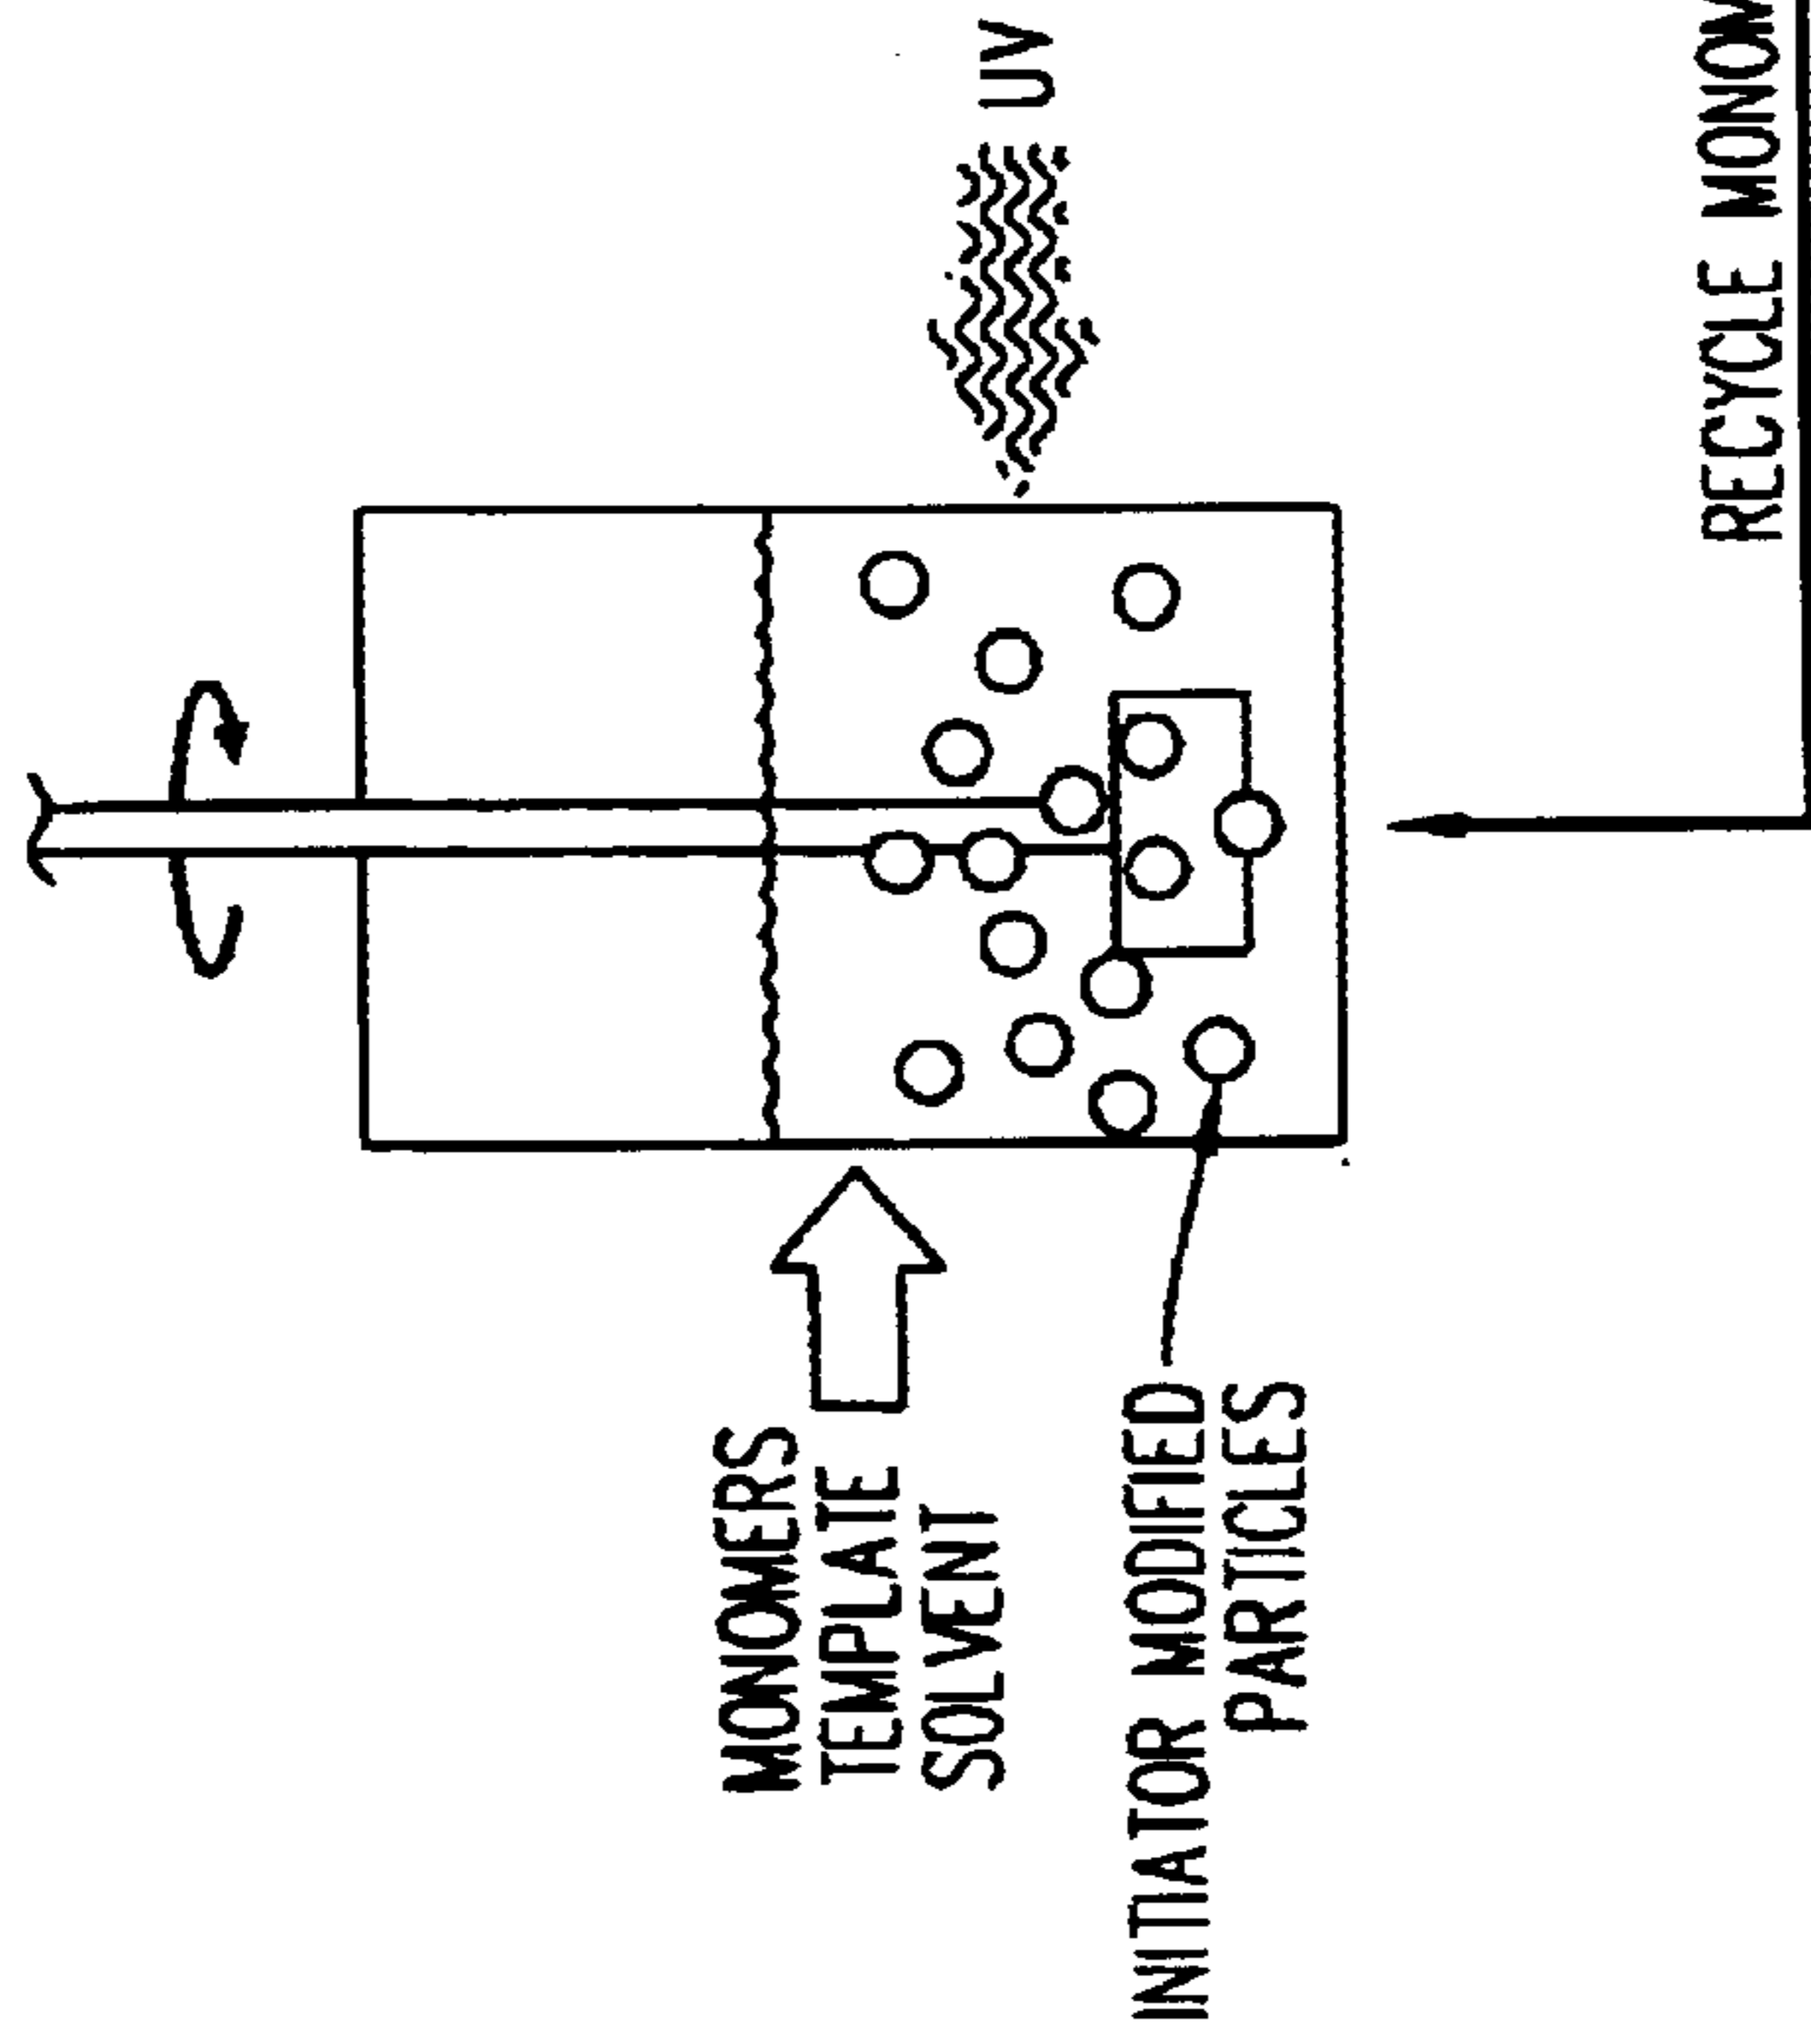 MONOMERS
TEMPLATE
SOLVENT
INITIATOR MODIFIED
PARTICLES
UV
RECYCLE MONOM